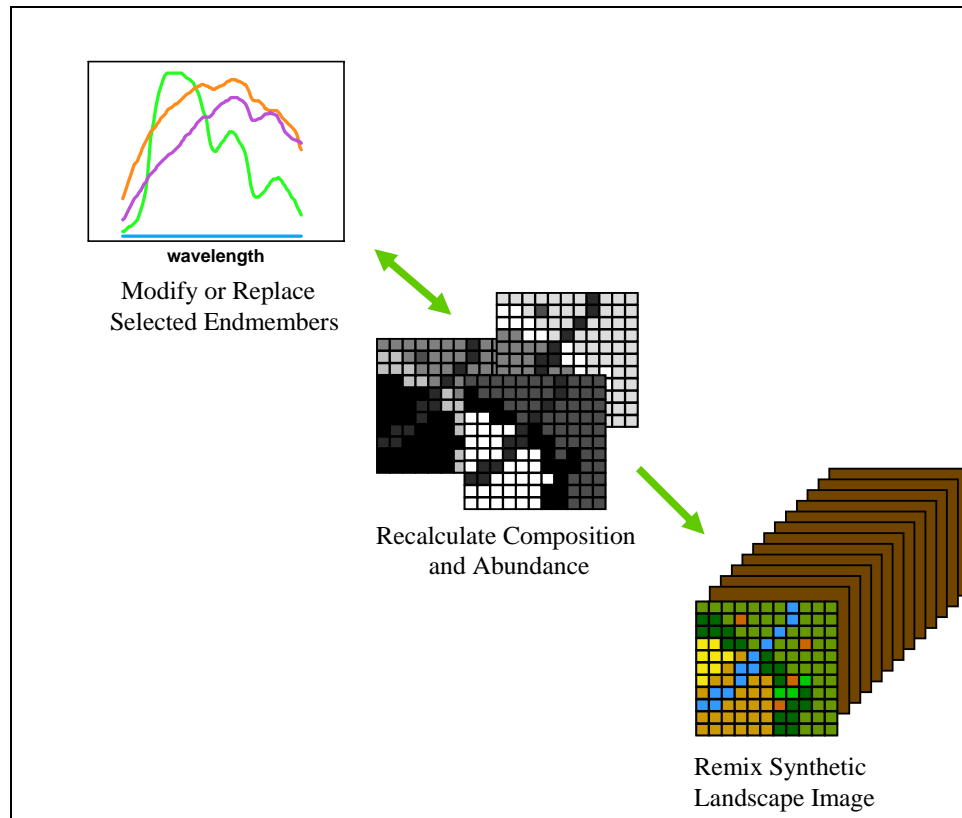 wavelength
Modify or Replace
Selected Endmembers
Recalculate Composition
and Abundance
Remix Synthetic
Landscape Image